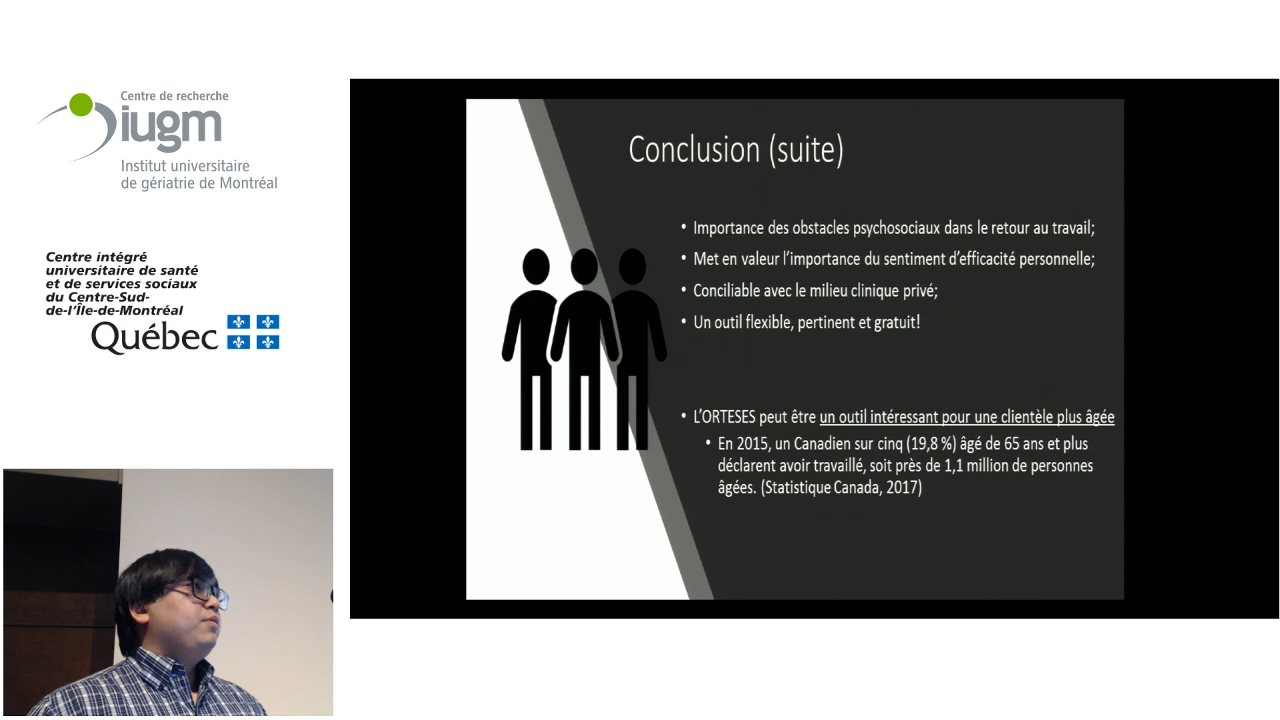 Centre de recherche
iugm
Institut universitaire
de gériatrie de Montréal
Centre intégré
universitaire de santé
et de services sociaux
du Centre-Sud-
de-l'Île-de-Montréal
Québec
Conclusion (suite)
• Importance des obstacles psychosociaux dans le retour au travail;
• Met en valeur l'importance du sentiment d'efficacité personnelle;
• Conciliable avec le milieu clinique privé;
• Un outil flexible, pertinent et gratuit!
• L'ORTESES peut être un outil intéressant pour une clientèle plus âgée
• En 2015, un Canadien sur cinq (19,8 %) âgé de 65 ans et plus
déclarent avoir travaillé, soit près de 1,1 million de personnes
âgées. (Statistique Canada, 2017)